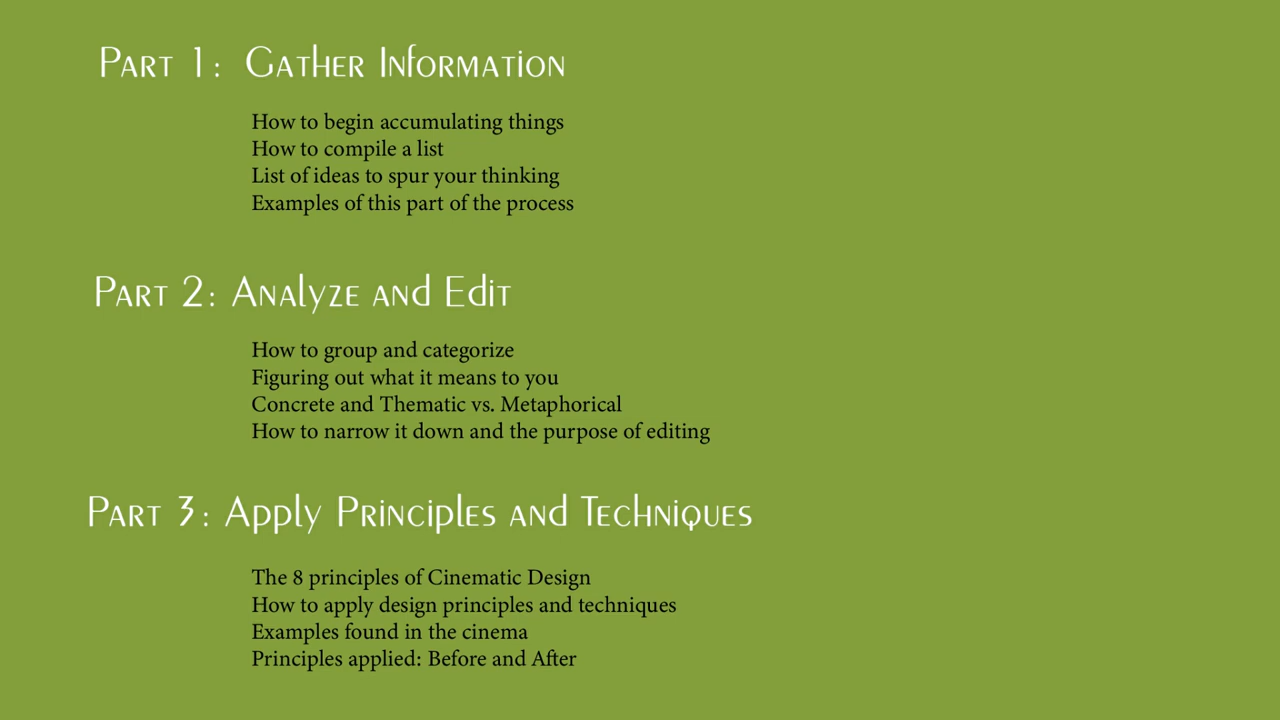 Part 1: Gather Information
How to begin accumulating things
How to compile a list
List of ideas to spur your thinking
Examples of this part of the process
Part 2: Analyze and Edit
How to group and categorize
Figuring out what it means to you
Concrete and Thematic vs. Metaphorical
How to narrow it down and the purpose of editing
Part 3: Apply Principles and Techniques
The 8 principles of Cinematic Design
How to apply design principles and techniques
Examples found in the cinema
Principles applied: Before and After